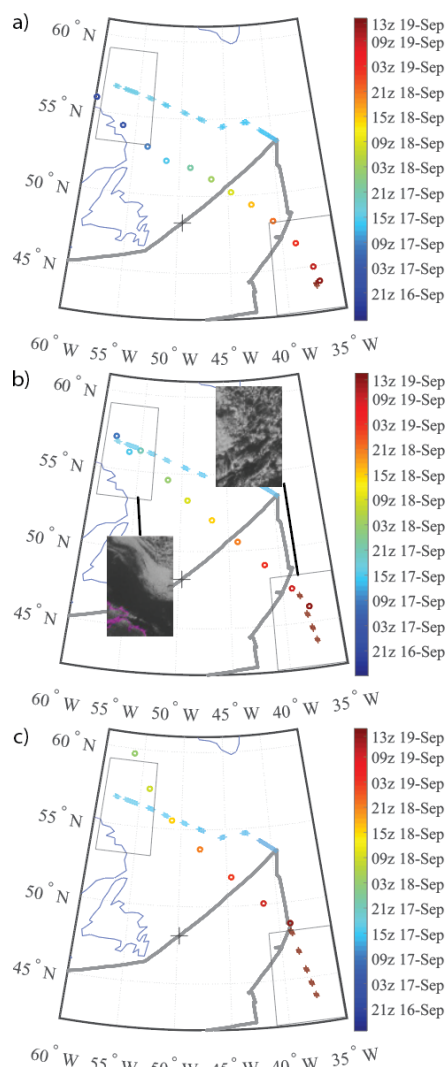 a)
60° N
55° N
50° N
45° N
60° W
55° W
50° W
45° W
40° W
35° W
13z 19-Sep
09z 19-Sep
03z 19-Sep
21z 18-Sep
15z 18-Sep
09z 18-Sep
03z 18-Sep
21z 17-Sep
15z 17-Sep
09z 17-Sep
03z 17-Sep
21z 16-Sep
b)
60° N
55° N
50° N
45° N
60° W
55° W
50° W
45° W
40° W
35° W
13z 19-Sep
09z 19-Sep
03z 19-Sep
21z 18-Sep
15z 18-Sep
09z 18-Sep
03z 18-Sep
21z 17-Sep
15z 17-Sep
09z 17-Sep
03z 17-Sep
21z 16-Sep
c)
60° N
55° N
50° N
45° N
60° W
55° W
50° W
45° W
40° W
35° W
13z 19-Sep
09z 19-Sep
03z 19-Sep
21z 18-Sep
15z 18-Sep
09z 18-Sep
03z 18-Sep
21z 17-Sep
15z 17-Sep
09z 17-Sep
03z 17-Sep
21z 16-Sep